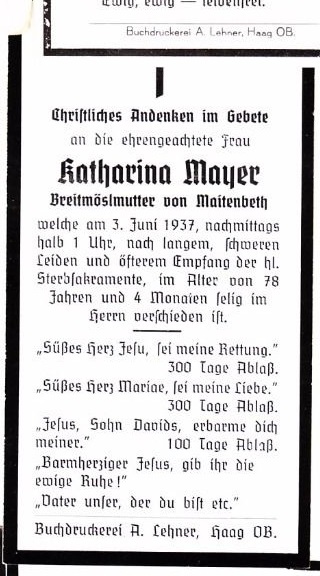 Ewig, ewig — leidenfrei.
Buchdruckerei A. Lehner, Haag OB.
Christliches Andenken im Gebete
an die ehrengeachtete Frau
Katharina Mayer
Breitmöslmutter von Maitenbeth
welche am 3. Juni 1937, nachmittags
halb 1 Uhr, nach langem, schweren
Leiden und öfterem Empfang der hl.
Sterbsakramente, im Alter von 78
Jahren und 4 Monaten selig im
Herrn verschieden ist.
„Süßes Herz Jesu, sei meine Rettung.”
300 Tage Ablaß.
„Süßes Herz Mariae, sei meine Liebe.”
300 Tage Ablaß.
„Jesus, Sohn Davids, erbarme dich
meiner.” 100 Tage Ablaß.
„Barmherziger Jesus, gib ihr die
ewige Ruhe!”
„Vater unser, der du bist etc.”
Buchdruckerei A. Lehner, Haag OB.